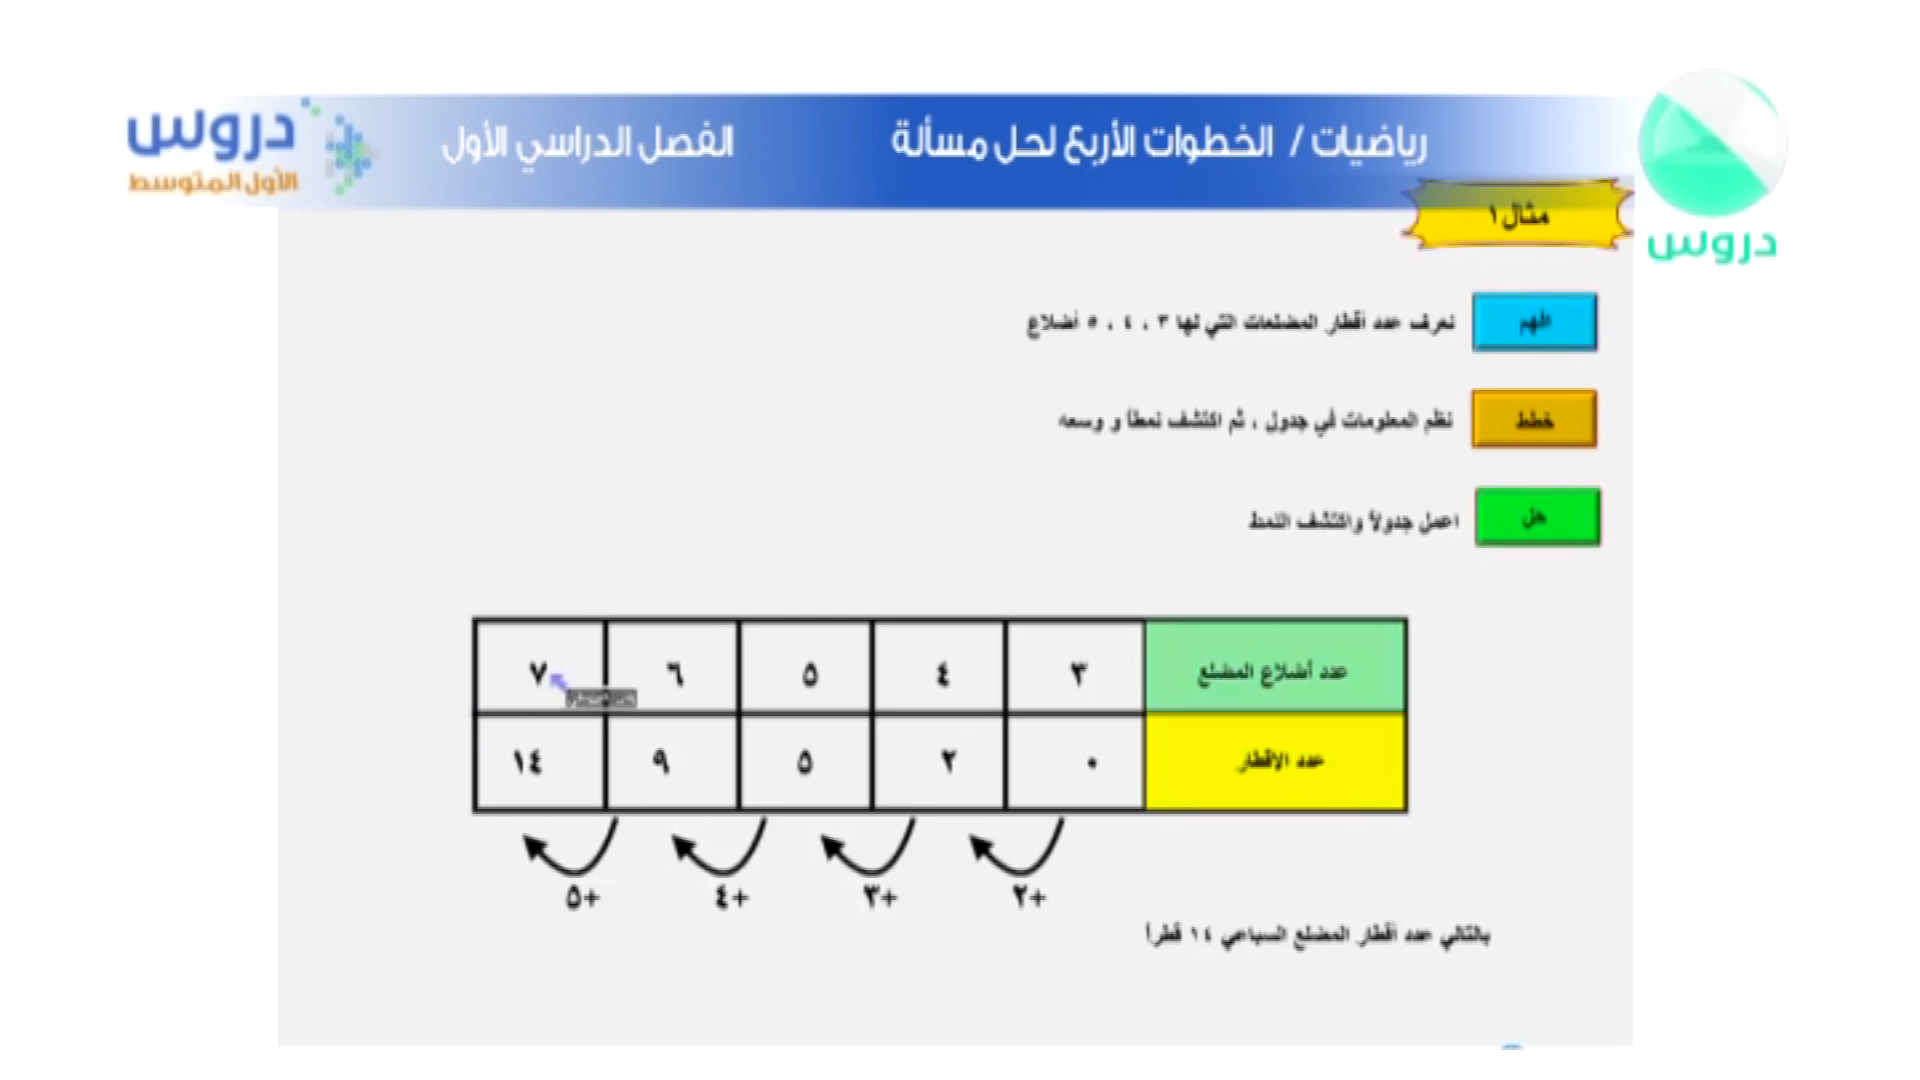 رياضيات / الخطوات الأربع لحل مسألة
الفصل الدراسي الأول
دروس
الأول المتوسط
دروس
مثال ١
افهم
نعرف عدد أقطار المضلعات التي لها ٣ ، ٤ ، ٥ أضلاع
خطط
نظم المعلومات في جدول ، ثم اكتشف نمطاً و وسعه
حل
اعمل جدولاً واكتشف النمط
عدد أضلاع المضلع ٣ ٤ ٥ ٦ ٧
عدد الأقطار ٠ ٢ ٥ ٩ ١٤
+٢ +٣ +٤ +٥
بالتالي عدد أقطار المضلع السباعي ١٤ قطراً